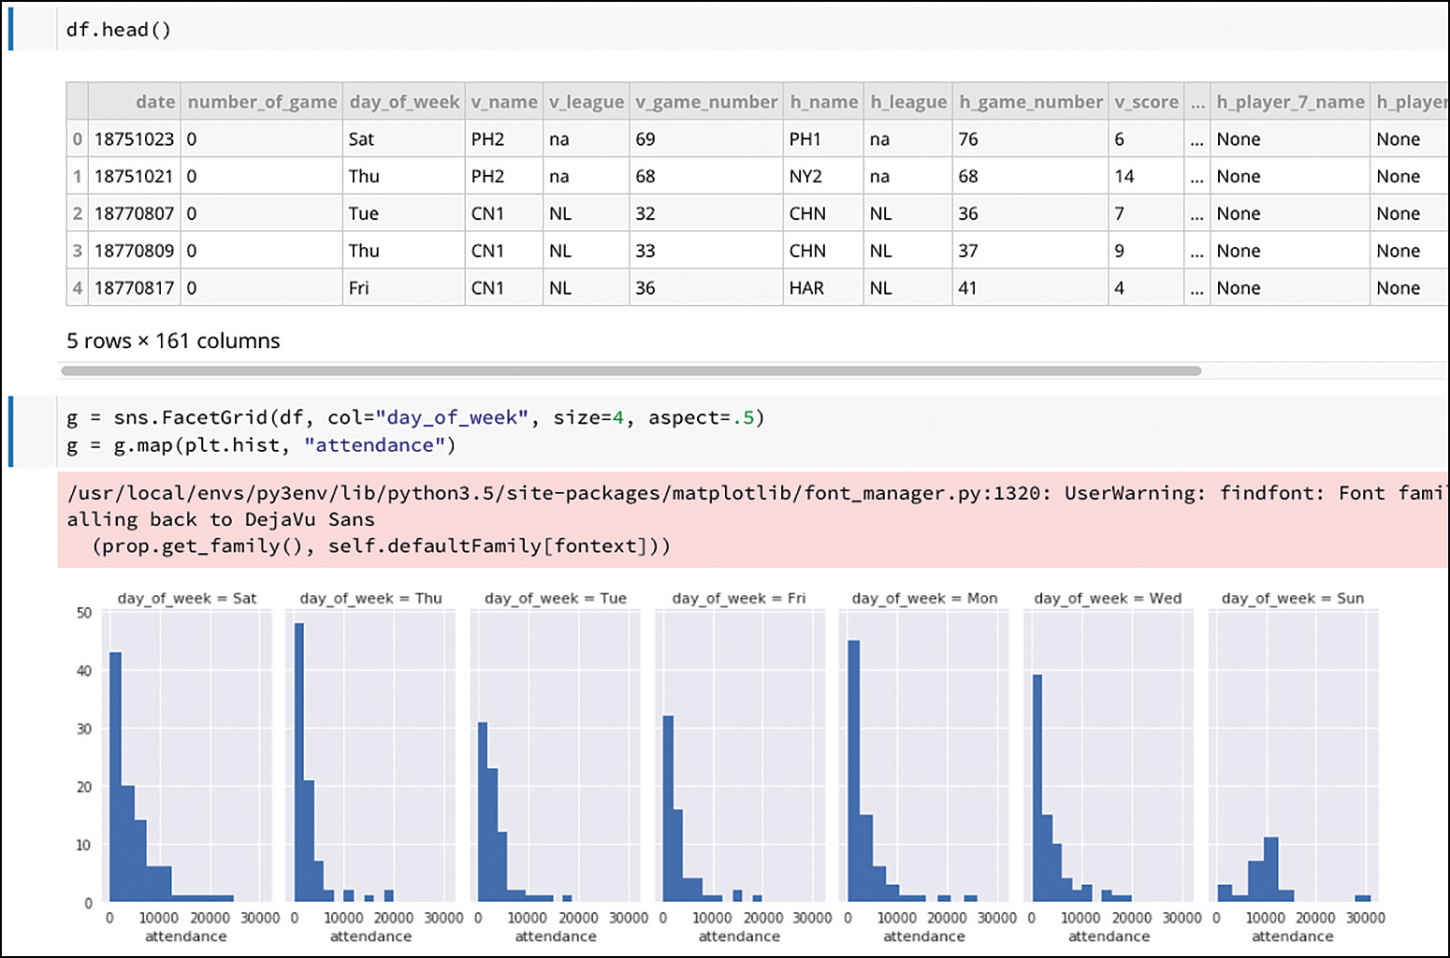 df.head()
date number_of_game day_of_week v_name v_league v_game_number h_name h_league h_game_number v_score ... h_player_7_name h_player
0 18751023 0 Sat PH2 na 69 PH1 na 76 6 ... None None
1 18751021 0 Thu PH2 na 68 NY2 na 68 14 ... None None
2 18770807 0 Tue CN1 NL 32 CHN NL 36 7 ... None None
3 18770809 0 Thu CN1 NL 33 CHN NL 37 9 ... None None
4 18770817 0 Fri CN1 NL 36 HAR NL 41 4 ... None None
5 rows × 161 columns
g = sns.FacetGrid(df, col="day_of_week", size=4, aspect=.5)
g = g.map(plt.hist, "attendance")
/usr/local/envs/py3env/lib/python3.5/site-packages/matplotlib/font_manager.py:1320: UserWarning: findfont: Font fami
alling back to DejaVu Sans
(prop.get_family(), self.defaultFamily[fontext]))
day_of_week = Sat day_of_week = Thu day_of_week = Tue day_of_week = Fri day_of_week = Mon day_of_week = Wed day_of_week = Sun
50
40
30
20
10
0
0 10000 20000 30000 0 10000 20000 30000 0 10000 20000 30000 0 10000 20000 30000 0 10000 20000 30000 0 10000 20000 30000 0 10000 20000 30000
attendance attendance attendance attendance attendance attendance attendance